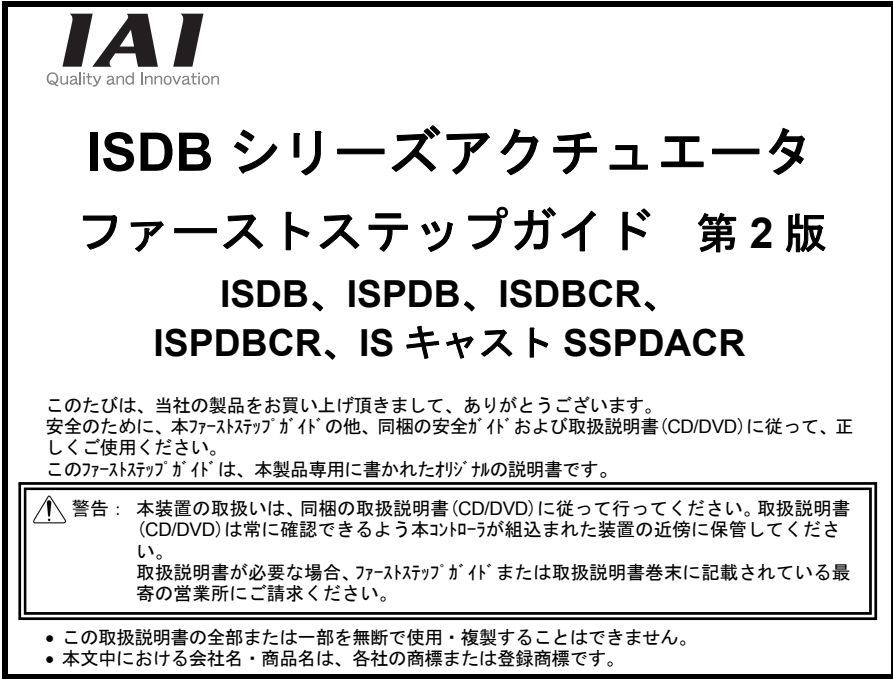 IAI
Quality and Innovation
ISDB シリーズアクチュエータ
ファーストステップガイド 第 2 版
ISDB、ISPDB、ISDBCR、
ISPDBCR、IS キャスト SSPDACR
このたびは、当社の製品をお買い上げ頂きまして、ありがとうございます。
安全のために、本ファーストステップガイドの他、同梱の安全ガイドおよび取扱説明書(CD/DVD)に従って、正
しくご使用ください。
このファーストステップガイドは、本製品専用に書かれたオリジナルの説明書です。
警告： 本装置の取扱いは、同梱の取扱説明書(CD/DVD)に従って行ってください。取扱説明書
(CD/DVD)は常に確認できるよう本コントローラが組込まれた装置の近傍に保管してくださ
い。
取扱説明書が必要な場合、ファーストステップガイドまたは取扱説明書巻末に記載されている最
寄の営業所にご請求ください。
• この取扱説明書の全部または一部を無断で使用・複製することはできません。
• 本文中における会社名・商品名は、各社の商標または登録商標です。